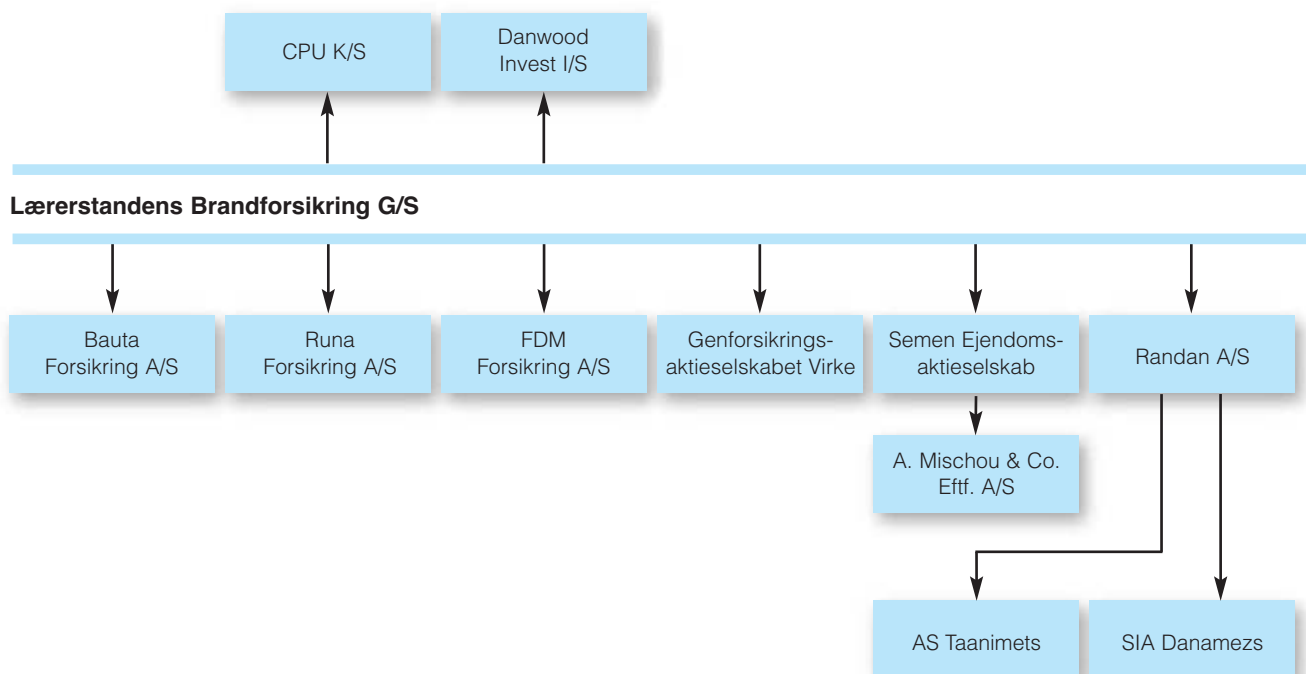 CPU K/S
Danwood
Invest I/S
Lærerstandens Brandforsikring G/S
Bauta
Forsikring A/S
Runa
Forsikring A/S
FDM
Forsikring A/S
Genforsikrings-
aktieselskabet Virke
Semen Ejendoms-
aktieselskab
Randan A/S
A. Mischou & Co.
Eftf. A/S
AS Taanimets
SIA Danamezs